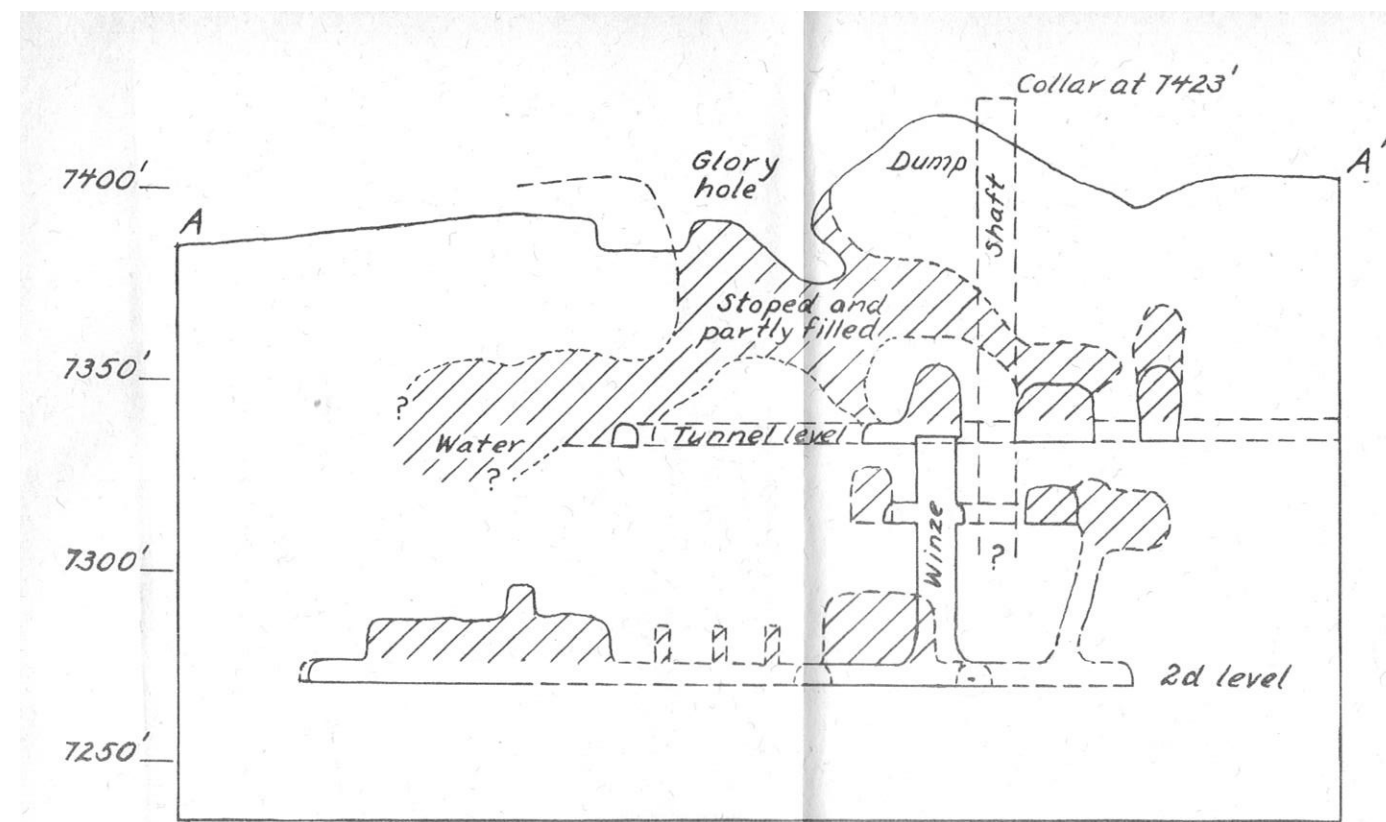 Collar at 7423'
A'
Glory
hole
Dump
7400'
A
Shaft
Stoped and
partly filled
7350'
?
Water
Tunnel level
?
Winze
7300'
?
2d level
7250'